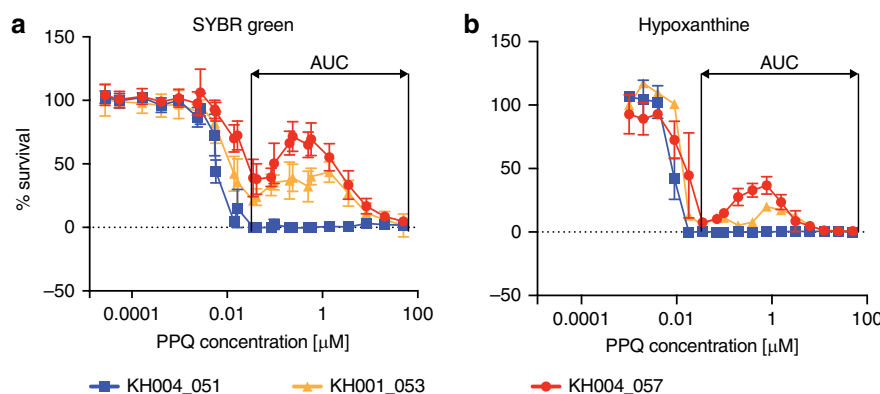 a
SYBR green
150
AUC
100
50
0
–50
% survival
0.0001
0.01
1
100
PPQ concentration [μM]
b
Hypoxanthine
150
AUC
100
50
0
–50
0.0001
0.01
1
100
PPQ concentration [μM]
KH004_051
KH001_053
KH004_057